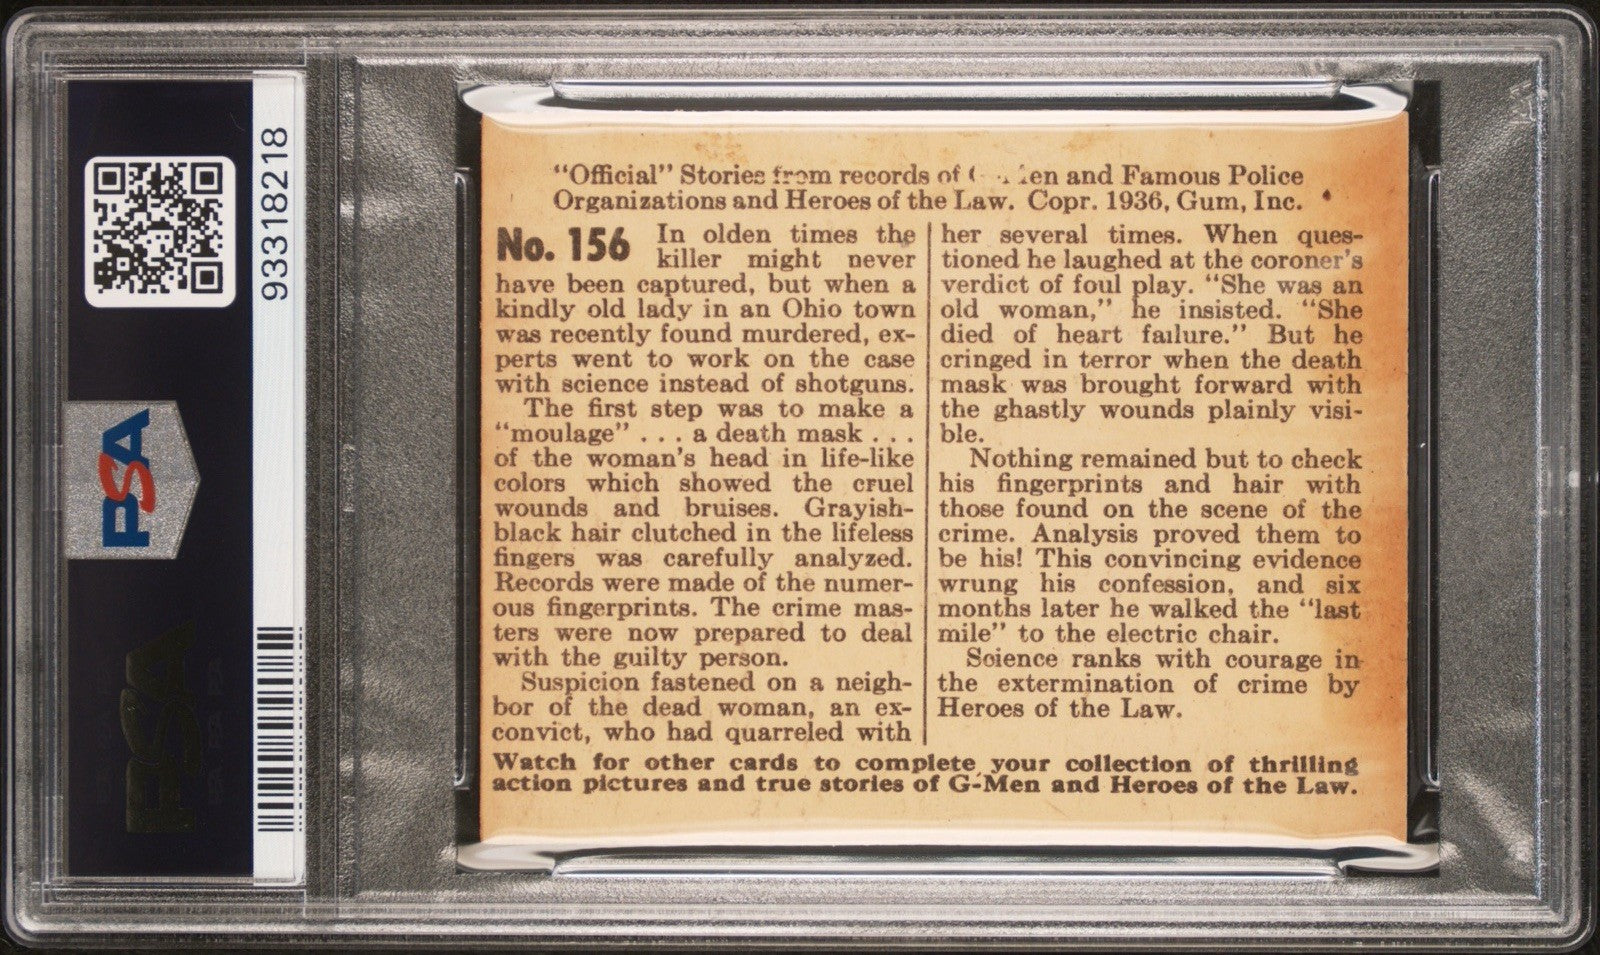 93318218
PSA
PSA
"Official" Stories from records of and Famous Police
Organizations and Heroes of the Law. Copr. 1936, Gum, Inc.
No. 156
In olden times the
killer might never
have been captured, but when a
kindly old lady in an Ohio town
was recently found murdered, ex-
perts went to work on the case
with science instead of shotguns.
The first step was to make a
"moulage" . . . a death mask . . .
of the woman's head in life-like
colors which showed the cruel
wounds and bruises. Grayish-
black hair clutched in the lifeless
fingers was carefully analyzed.
Records were made of the numer-
ous fingerprints. The crime mas-
ters were now prepared to deal
with the guilty person.
Suspicion fastened on a neigh-
bor of the dead woman, an ex-
convict, who had quarreled with
her several times. When ques-
tioned he laughed at the coroner's
verdict of foul play. "She was an
old woman," he insisted. "She
died of heart failure." But he
cringed in terror when the death
mask was brought forward with
the ghastly wounds plainly visi-
ble.
Nothing remained but to check
his fingerprints and hair with
those found on the scene of the
crime. Analysis proved them to
be his! This convincing evidence
wrung his confession, and six
months later he walked the "last
mile" to the electric chair.
Science ranks with courage in
the extermination of crime by
Heroes of the Law.
Watch for other cards to complete your collection of thrilling
action pictures and true stories of G-Men and Heroes of the Law.